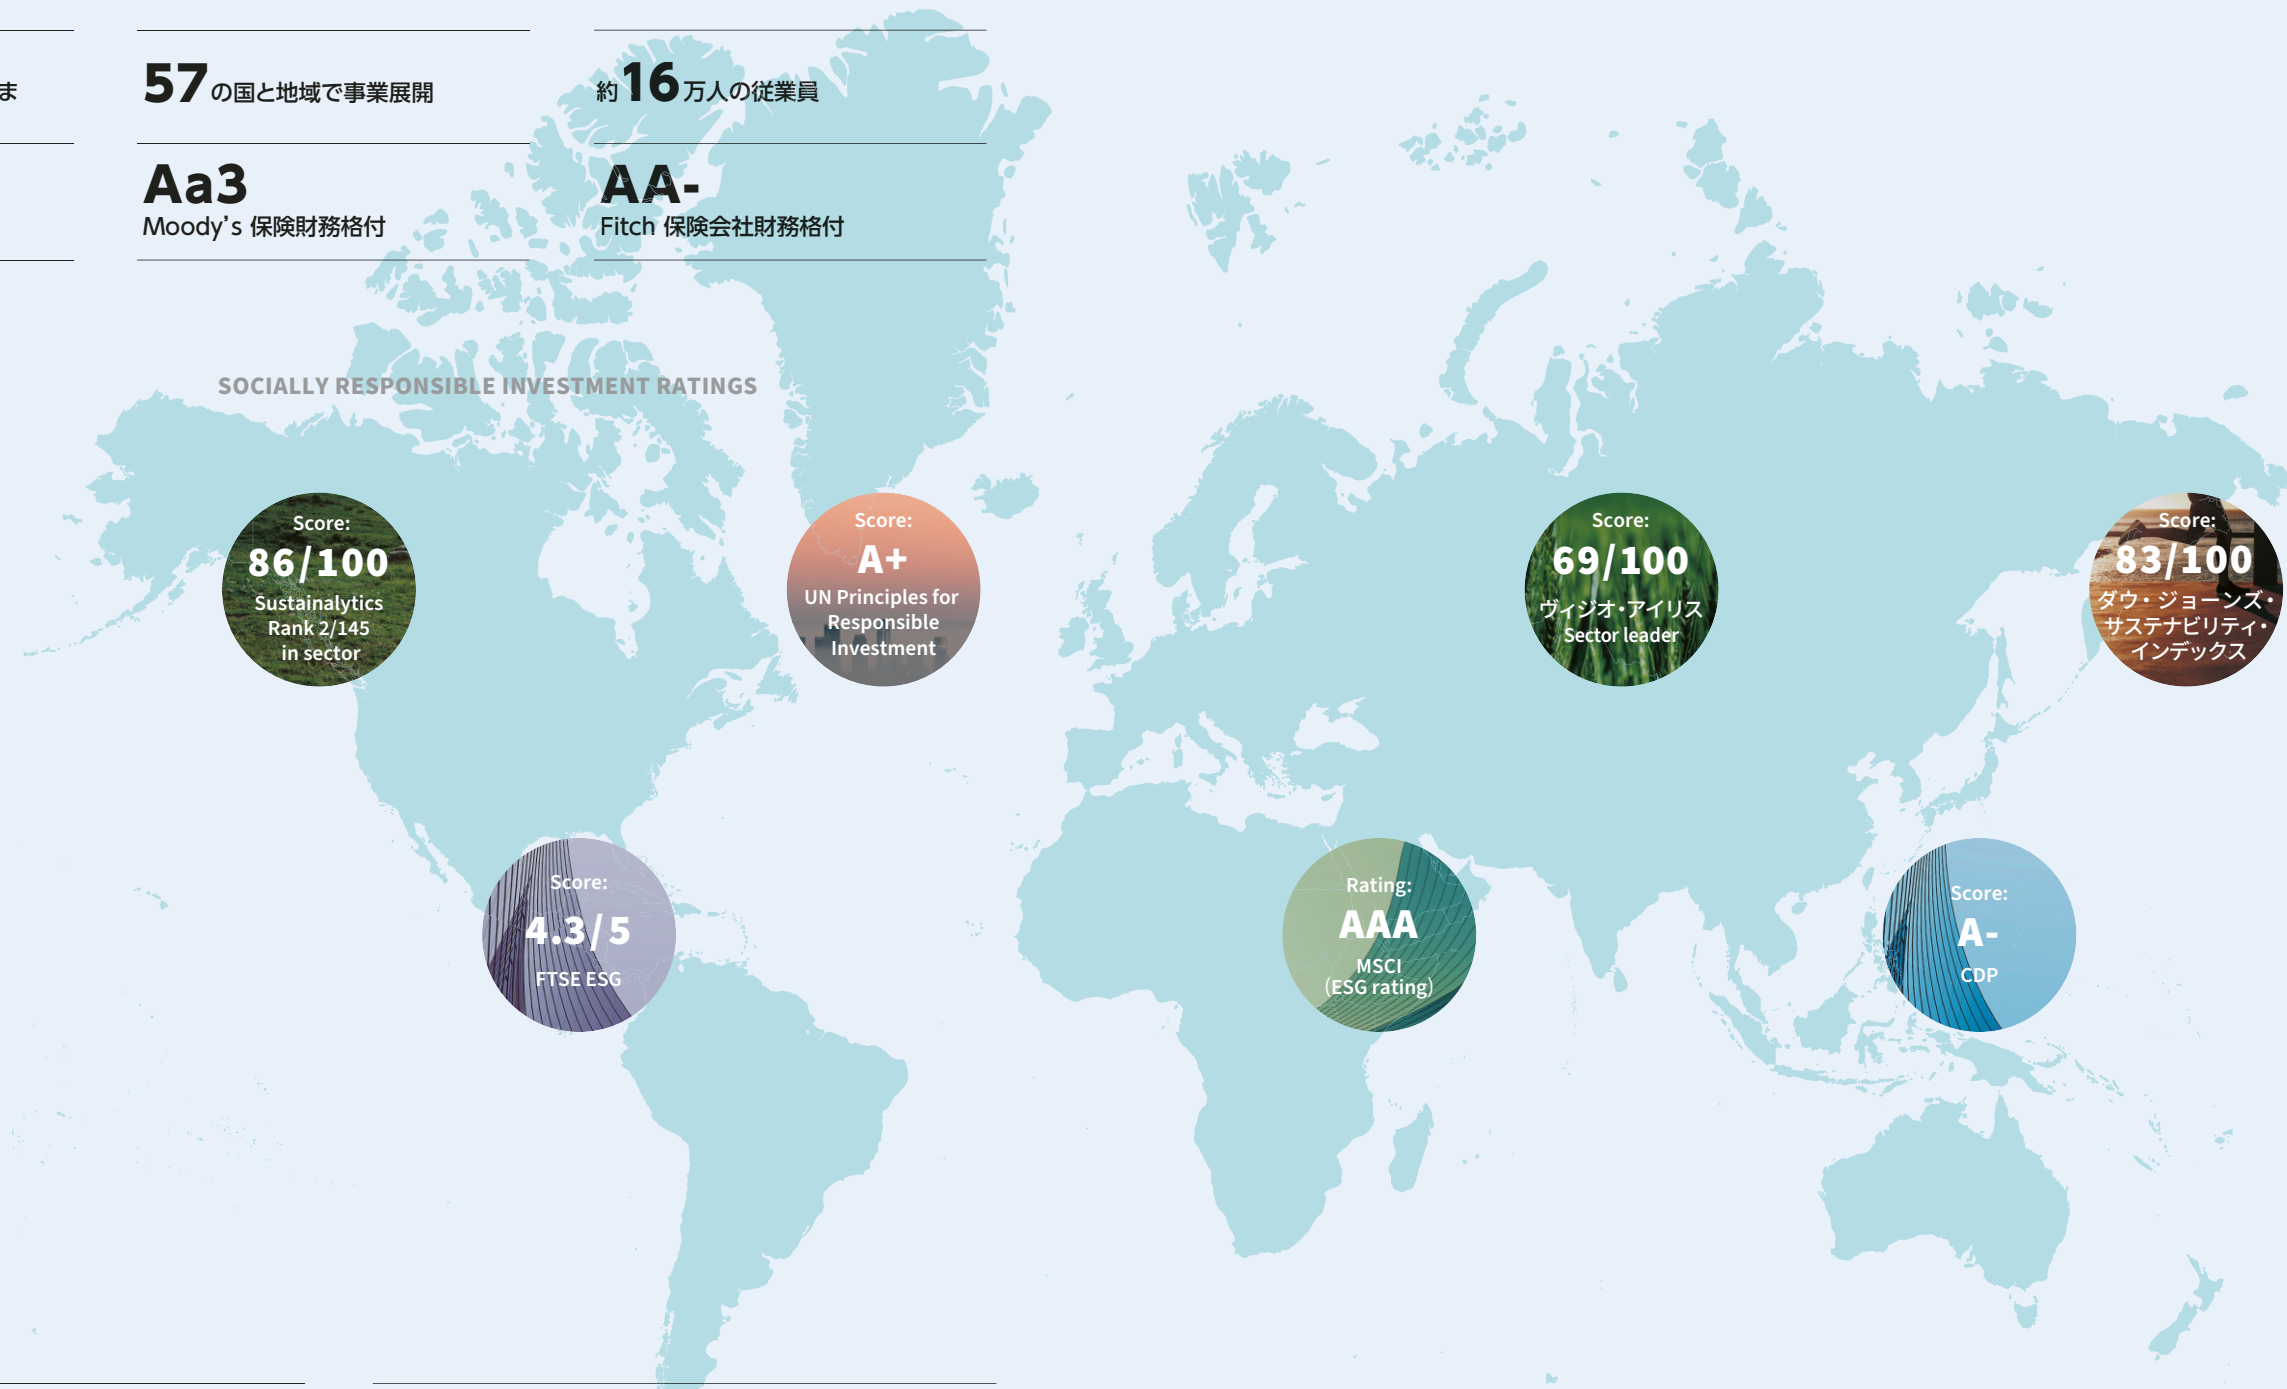 ま
57の国と地域で事業展開
約16万人の従業員
Aa3
Moody’s 保険財務格付
AA-
Fitch 保険会社財務格付
SOCIALLY RESPONSIBLE INVESTMENT RATINGS
Score:
86/100
Sustainalytics
Rank 2/145
in sector
Score:
A+
UN Principles for
Responsible
Investment
Score:
69/100
ヴィジオ・アイリス
Sector leader
Score:
83/100
ダウ・ジョーンズ・
サステナビリティ・
インデックス
Score:
4.3/5
FTSE ESG
Rating:
AAA
MSCI
(ESG rating)
Score:
A-
CDP